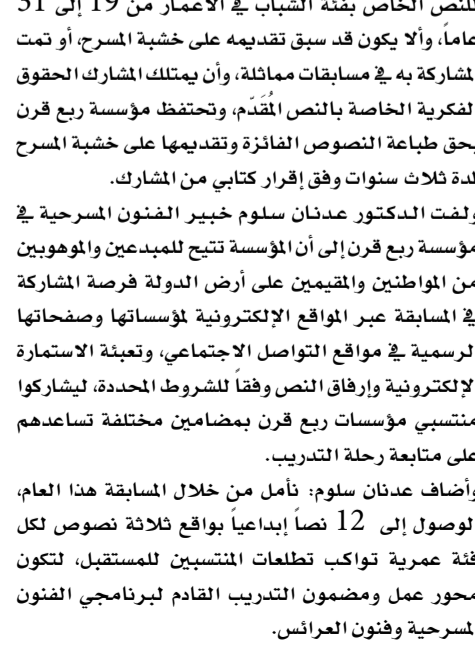 للنص الخاص بفئة الشباب في الأعمار من 19 إلى 31
عاماً، وألا يكون قد سبق تقديمه على خشبة المسرح، أو تمت
المشاركة به في مسابقات مماثلة، وأن يمتلك المشارك الحقوق
الفكرية الخاصة بالنص المُقدّم، وتحتفظ مؤسسة ربع قرن
بحق طباعة النصوص الفائزة وتقديمها على خشبة المسرح
لمدة ثلاث سنوات وفق إقرار كتابي من المشارك.
ولفت الدكتور عدنان سلوم خبير الفنون المسرحية في
مؤسسة ربع قرن إلى أن المؤسسة تتيح للمبدعين والموهوبين
من المواطنين والمقيمين على أرض الدولة فرصة المشاركة
في المسابقة عبر المواقع الإلكترونية لمؤسساتها وصفحاتها
الرسمية في مواقع التواصل الاجتماعي، وتعبئة الاستمارة
الإلكترونية وإرفاق النص وفقاً للشروط المحددة، ليشاركوا
منتسبي مؤسسات ربع قرن بمضامين مختلفة تساعدهم
على متابعة رحلة التدريب.
وأضاف عدنان سلوم: نأمل من خلال المسابقة هذا العام،
الوصول إلى 12 نصاً إبداعياً بواقع ثلاثة نصوص لكل
فئة عمرية تواكب تطلعات المنتسبين للمستقبل، لتكون
محور عمل ومضمون التدريب القادم لبرنامجي الفنون
المسرحية وفنون العرائس.